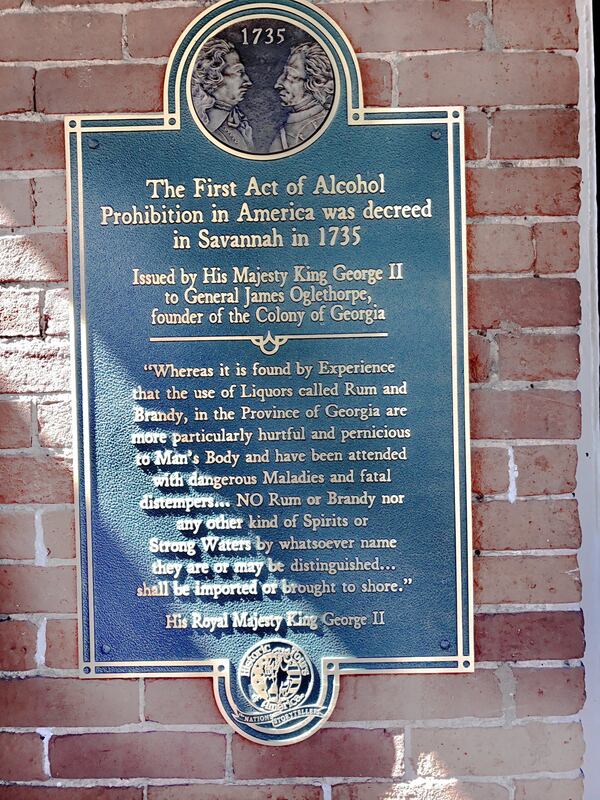 1735
The First Act of Alcohol
Prohibition in America was decreed
in Savannah in 1735
Issued by His Majesty King George II
to General James Oglethorpe,
founder of the Colony of Georgia
“Whereas it is found by Experience
that the use of Liquors called Rum and
Brandy, in the Province of Georgia are
more particularly hurtful and pernicious
to Man's Body and have been attended
with dangerous Maladies and fatal
distempers... NO Rum or Brandy nor
any other kind of Spirits or
Strong Waters by whatsoever name
they are or may be distinguished...
shall be imported or brought to shore.”
His Royal Majesty King George II
Historic Tours
of America
NATION'S STORYTELLER